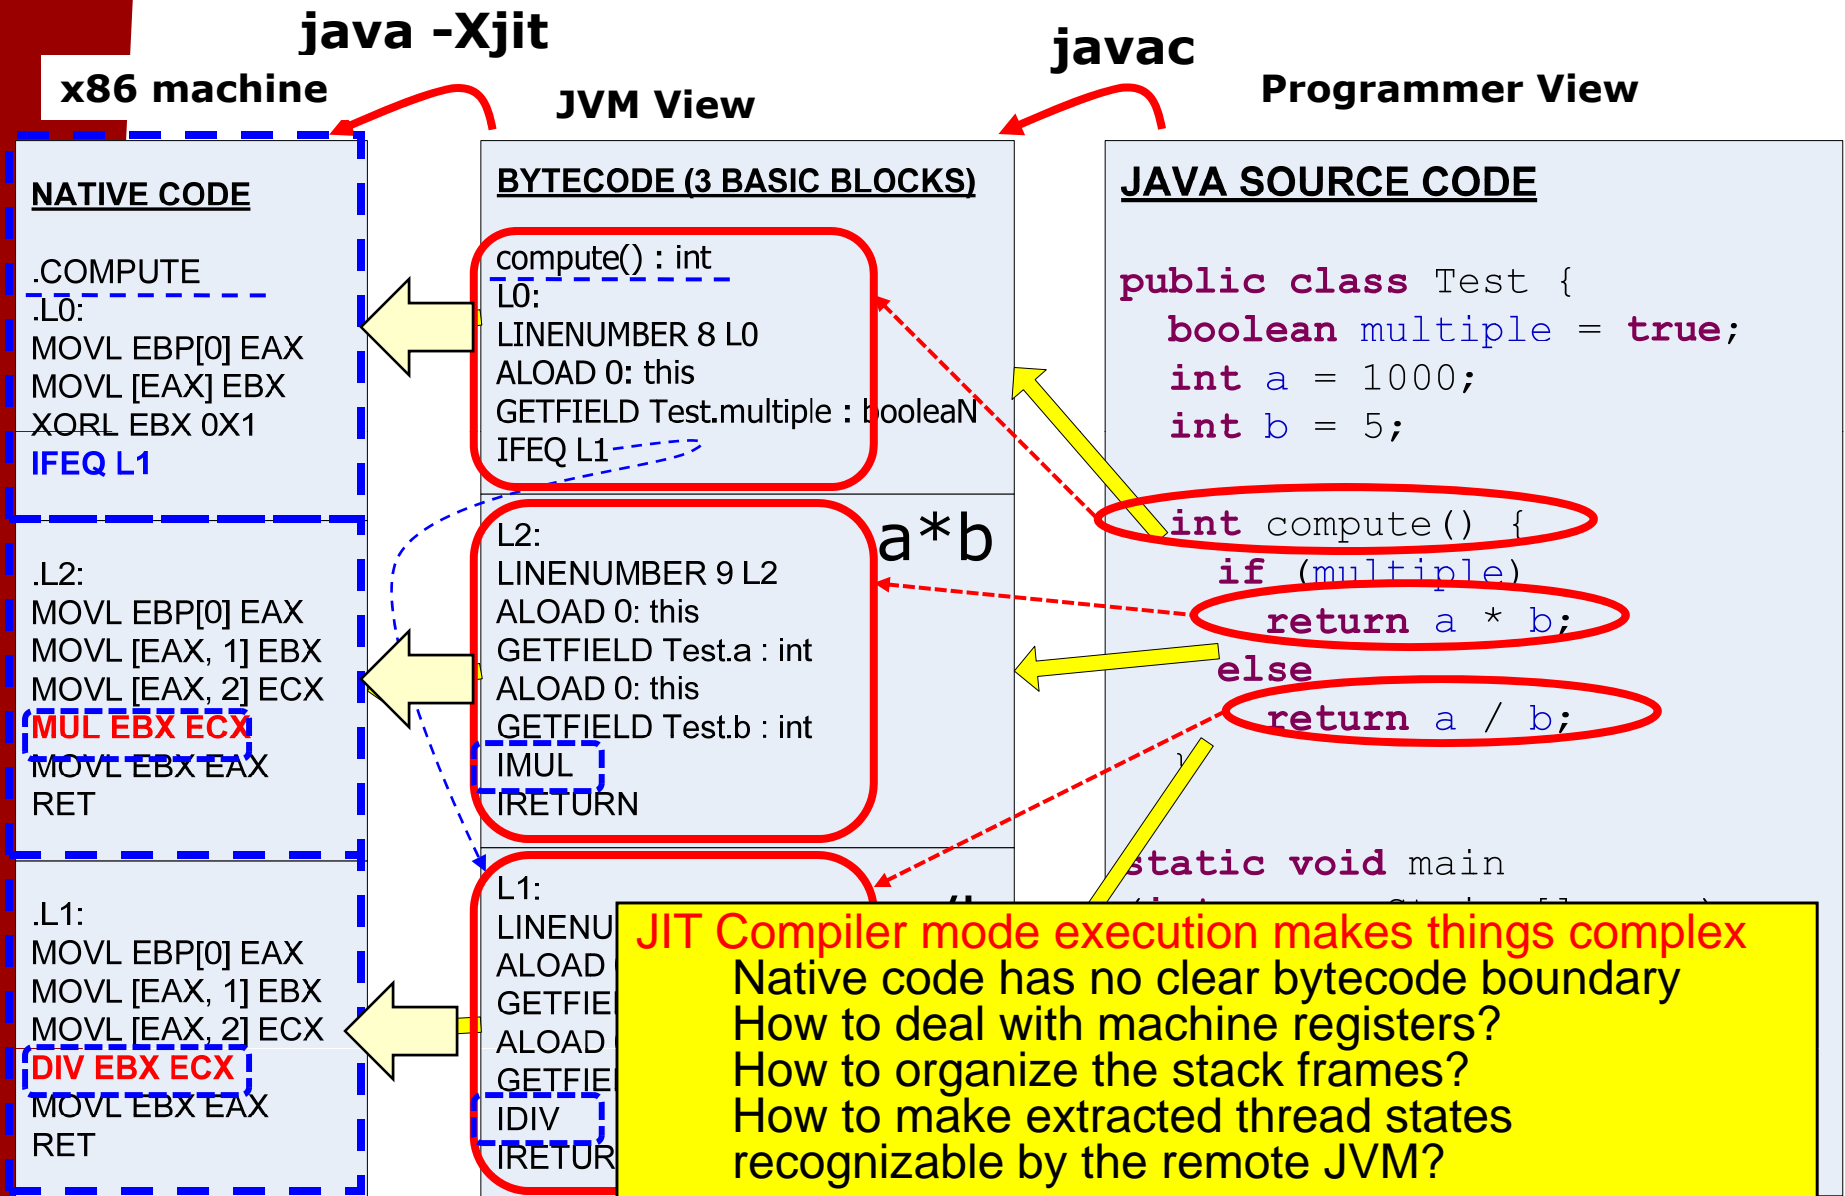 java -Xjit
javac
x86 machine
JVM View
Programmer View
NATIVE CODE
.COMPUTE
.L0:
MOVL EBP[0] EAX
MOVL [EAX] EBX
XORL EBX 0X1
IFEQ L1
.L2:
MOVL EBP[0] EAX
MOVL [EAX, 1] EBX
MOVL [EAX, 2] ECX
MUL EBX ECX
MOVL EBX EAX
RET
.L1:
MOVL EBP[0] EAX
MOVL [EAX, 1] EBX
MOVL [EAX, 2] ECX
DIV EBX ECX
MOVL EBX EAX
RET
BYTECODE (3 BASIC BLOCKS)
compute() : int
L0:
LINENUMBER 8 L0
ALOAD 0: this
GETFIELD Test.multiple : booleaN
IFEQ L1
L2:
a*b
LINENUMBER 9 L2
ALOAD 0: this
GETFIELD Test.a : int
ALOAD 0: this
GETFIELD Test.b : int
IMUL
IRETURN
L1:
LINENU
ALOAD
GETFIE
ALOAD
GETFIE
IDIV
IRETUR
JAVA SOURCE CODE
public class Test {
boolean multiple = true;
int a = 1000;
int b = 5;
int compute() {
if (multiple)
return a * b;
else
return a / b;
}
static void main
JIT Compiler mode execution makes things complex
Native code has no clear bytecode boundary
How to deal with machine registers?
How to organize the stack frames?
How to make extracted thread states
recognizable by the remote JVM?